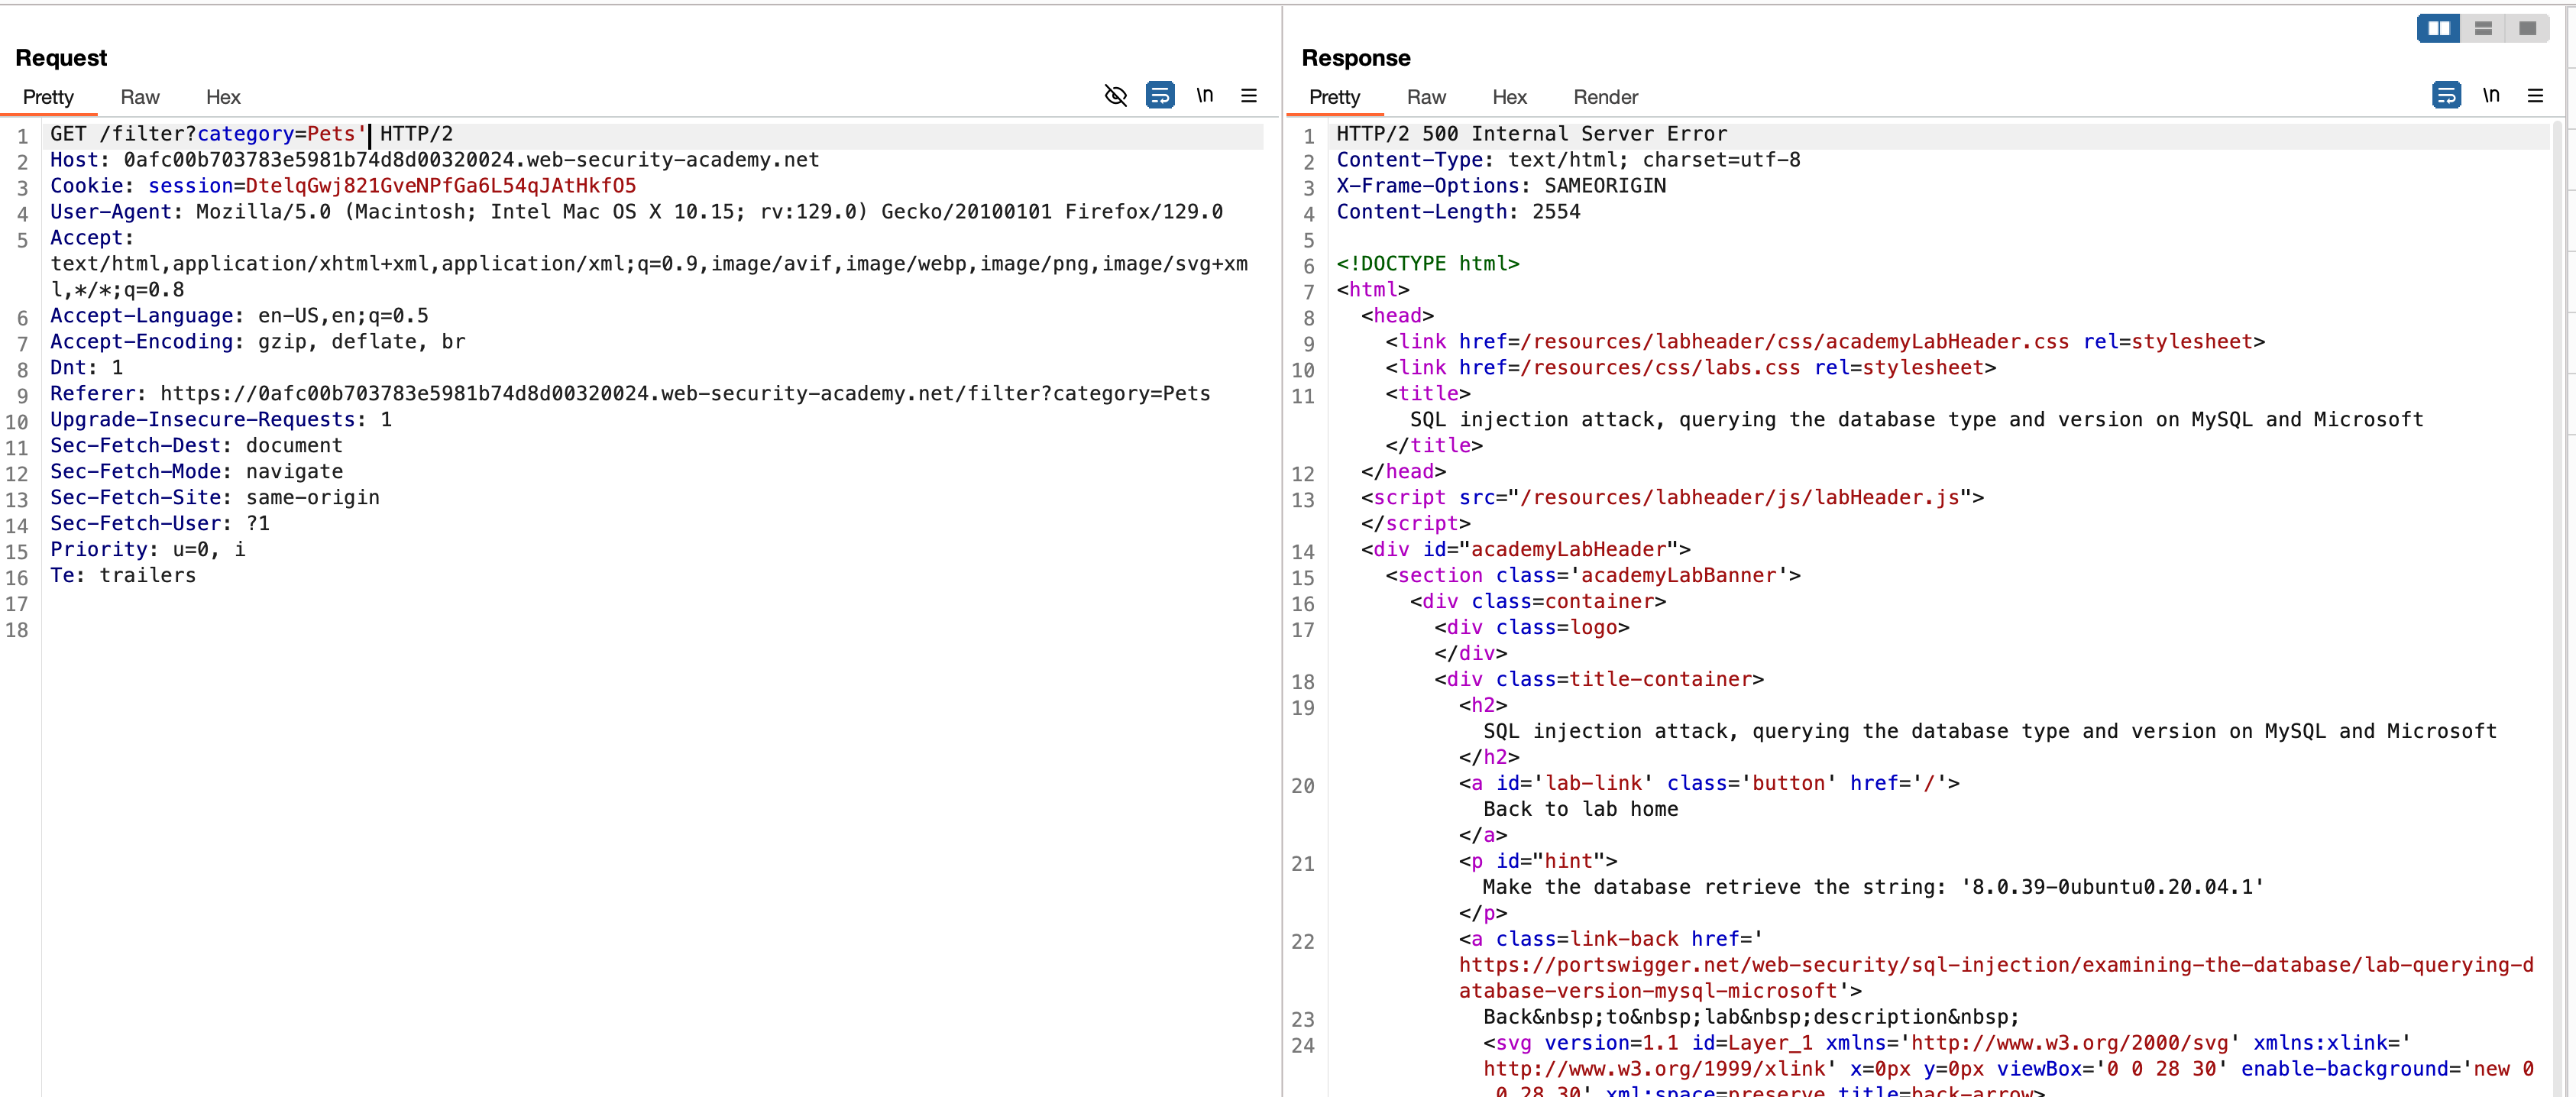 Request
Pretty Raw Hex \n
1 GET /filter?category=Pets' HTTP/2
2 Host: 0afc00b703783e5981b74d8d00320024.web-security-academy.net
3 Cookie: session=DtelqGwj821GveNPfGa6L54qJAtHkfO5
4 User-Agent: Mozilla/5.0 (Macintosh; Intel Mac OS X 10.15; rv:129.0) Gecko/20100101 Firefox/129.0
5 Accept:
text/html,application/xhtml+xml,application/xml;q=0.9,image/avif,image/webp,image/png,image/svg+xm
l,*/*;q=0.8
6 Accept-Language: en-US,en;q=0.5
7 Accept-Encoding: gzip, deflate, br
8 Dnt: 1
9 Referer: https://0afc00b703783e5981b74d8d00320024.web-security-academy.net/filter?category=Pets
10 Upgrade-Insecure-Requests: 1
11 Sec-Fetch-Dest: document
12 Sec-Fetch-Mode: navigate
13 Sec-Fetch-Site: same-origin
14 Sec-Fetch-User: ?1
15 Priority: u=0, i
16 Te: trailers
17
18
Response
Pretty Raw Hex Render \n
1 HTTP/2 500 Internal Server Error
2 Content-Type: text/html; charset=utf-8
3 X-Frame-Options: SAMEORIGIN
4 Content-Length: 2554
5
6 <!DOCTYPE html>
7 <html>
8 <head>
9 <link href=/resources/labheader/css/academyLabHeader.css rel=stylesheet>
10 <link href=/resources/css/labs.css rel=stylesheet>
11 <title>
SQL injection attack, querying the database type and version on MySQL and Microsoft
</title>
12 </head>
13 <script src="/resources/labheader/js/labHeader.js">
</script>
14 <div id="academyLabHeader">
15 <section class='academyLabBanner'>
16 <div class=container>
17 <div class=logo>
</div>
18 <div class=title-container>
19 <h2>
SQL injection attack, querying the database type and version on MySQL and Microsoft
</h2>
20 <a id='lab-link' class='button' href='/'>
Back to lab home
</a>
21 <p id="hint">
Make the database retrieve the string: '8.0.39-0ubuntu0.20.04.1'
</p>
22 <a class=link-back href='
https://portswigger.net/web-security/sql-injection/examining-the-database/lab-querying-d
atabase-version-mysql-microsoft'>
23 Back&nbsp;to&nbsp;lab&nbsp;description&nbsp;
24 <svg version=1.1 id=Layer_1 xmlns='http://www.w3.org/2000/svg' xmlns:xlink='
http://www.w3.org/1999/xlink' x=0px y=0px viewBox='0 0 28 30' enable-background='new 0
0 28 30' xml:space=preserve title=back-arrow>